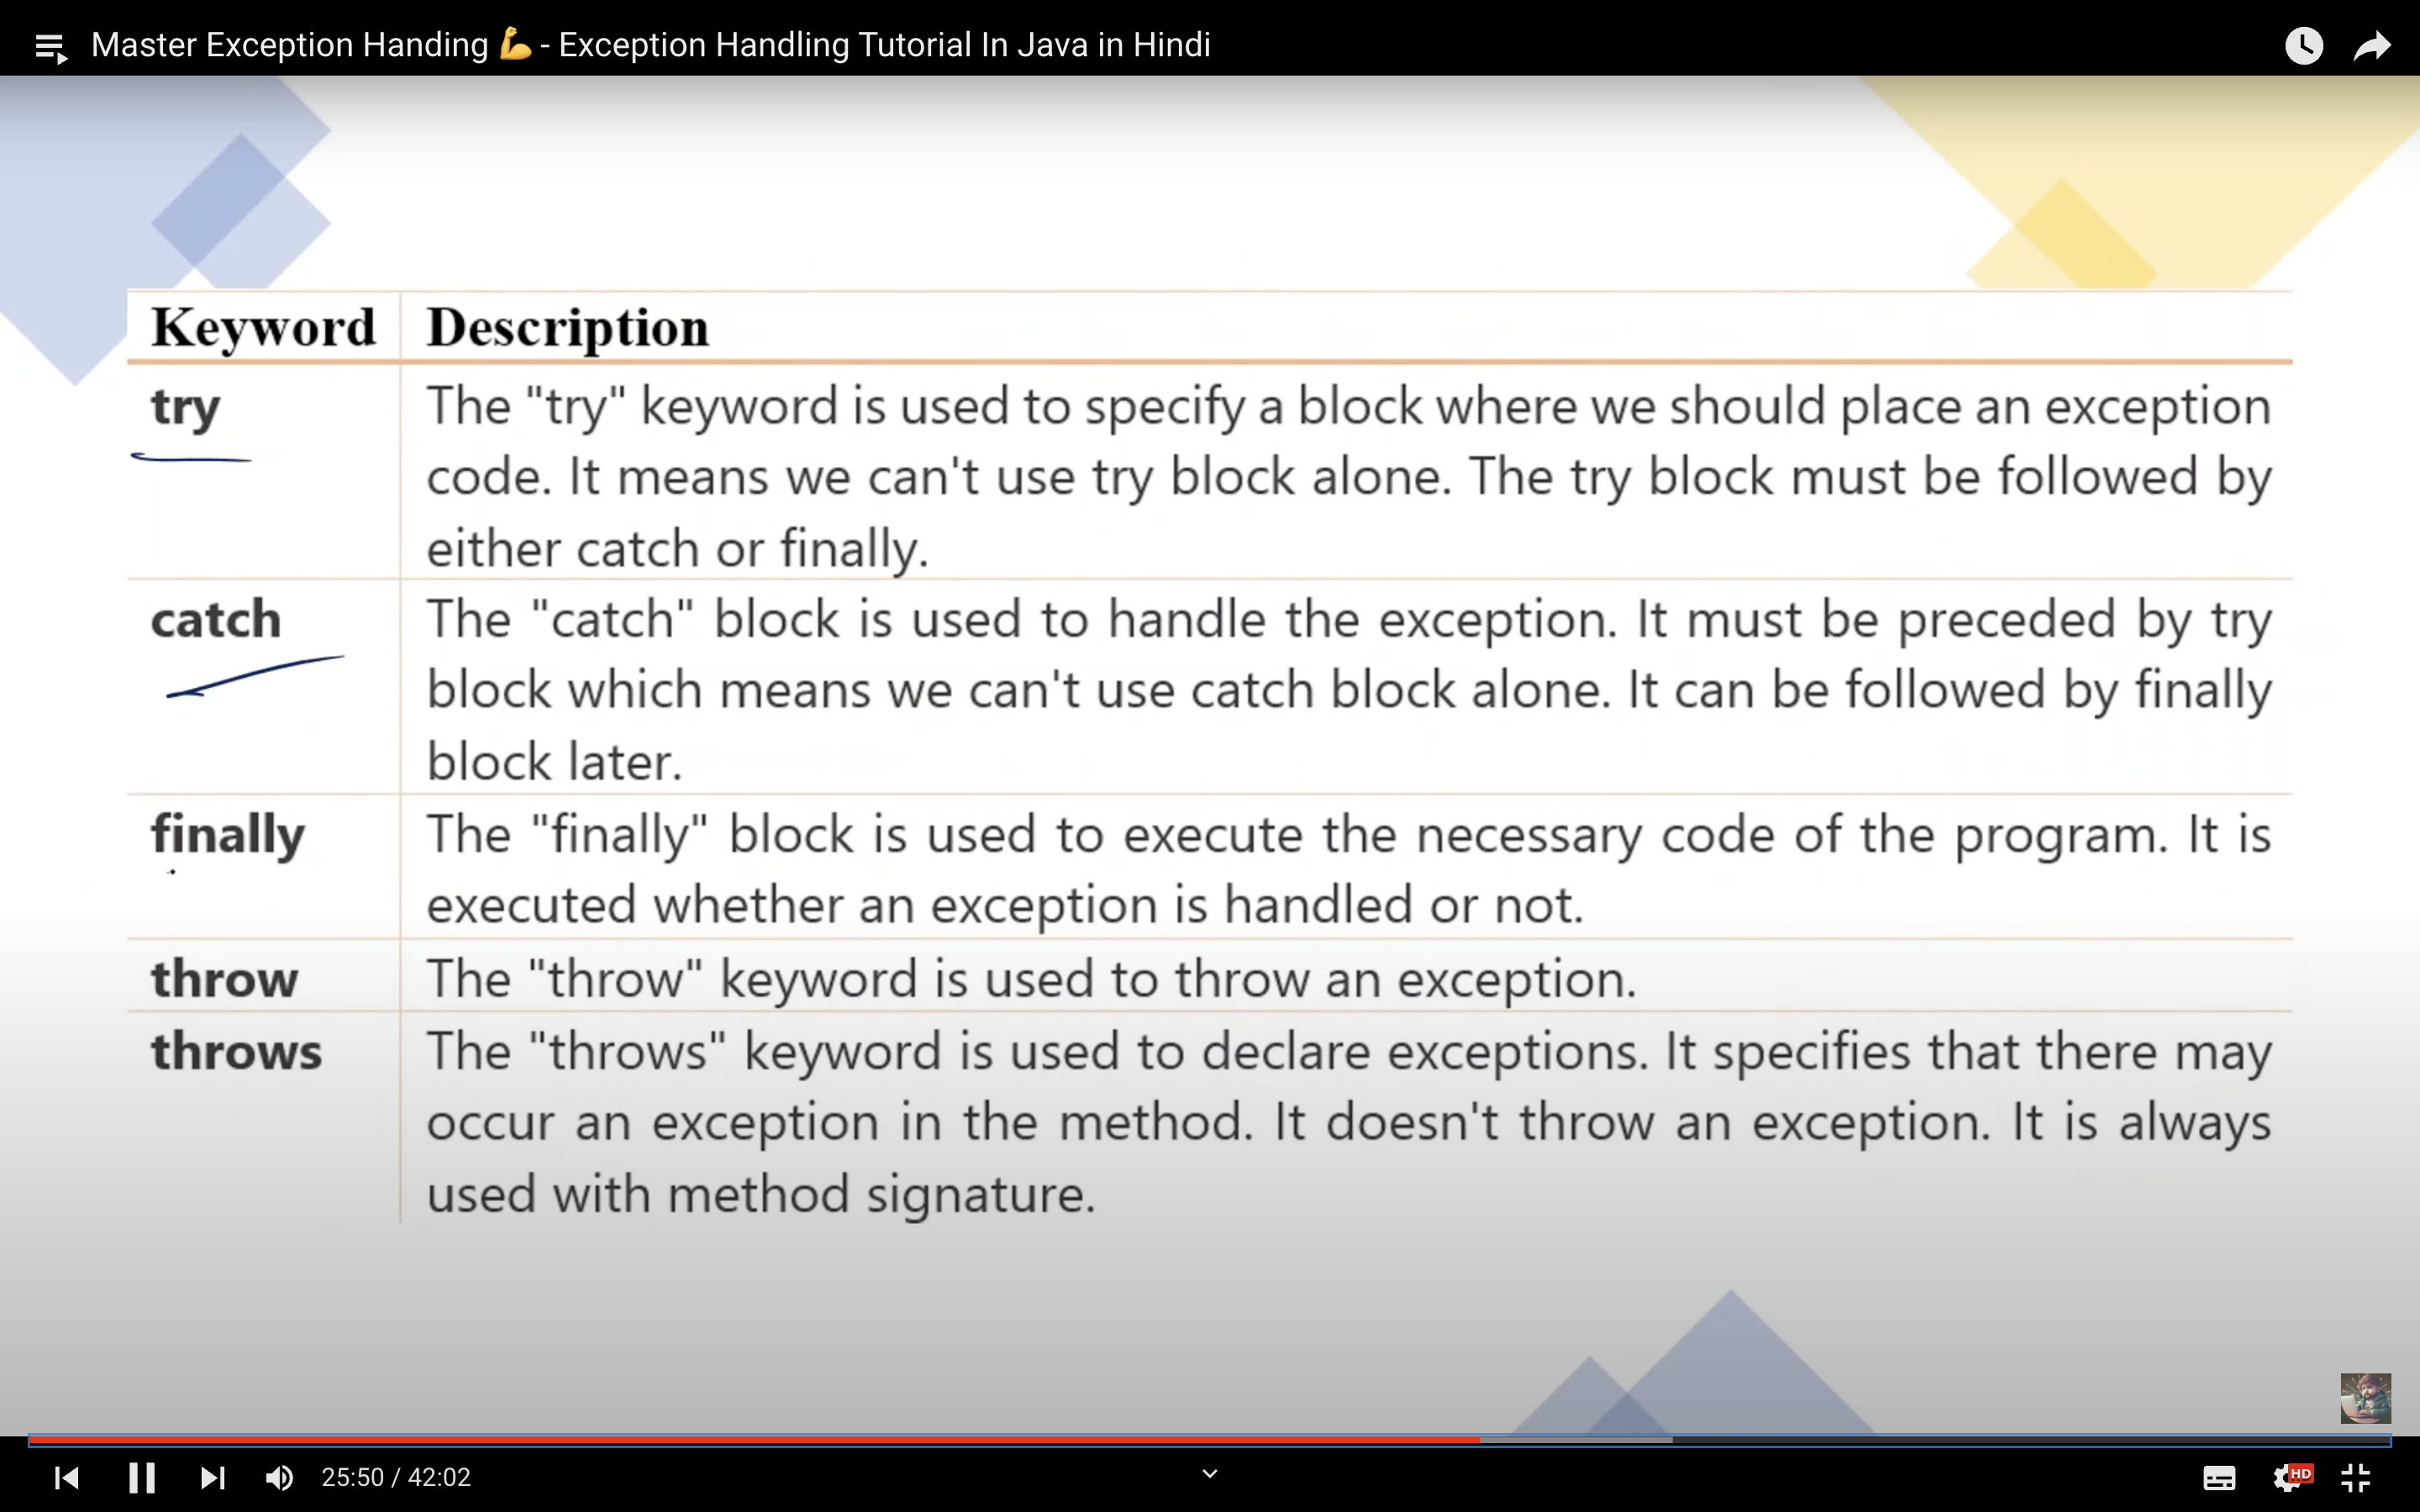 Master Exception Handing 💪 - Exception Handling Tutorial In Java in Hindi
Keyword Description
try The "try" keyword is used to specify a block where we should place an exception
code. It means we can't use try block alone. The try block must be followed by
either catch or finally.
catch The "catch" block is used to handle the exception. It must be preceded by try
block which means we can't use catch block alone. It can be followed by finally
block later.
finally The "finally" block is used to execute the necessary code of the program. It is
executed whether an exception is handled or not.
throw The "throw" keyword is used to throw an exception.
throws The "throws" keyword is used to declare exceptions. It specifies that there may
occur an exception in the method. It doesn't throw an exception. It is always
used with method signature.
25:50 / 42:02
HD